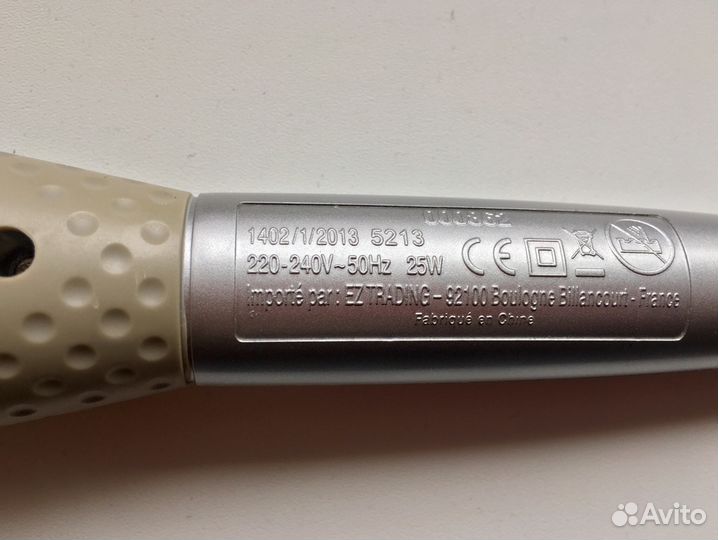 000362
1402/1/2013 5213
220-240V~50Hz 25W CE
Importé par : EZ TRADING - 92100 Boulogne Billancourt - France
Fabriqué en Chine
Avito